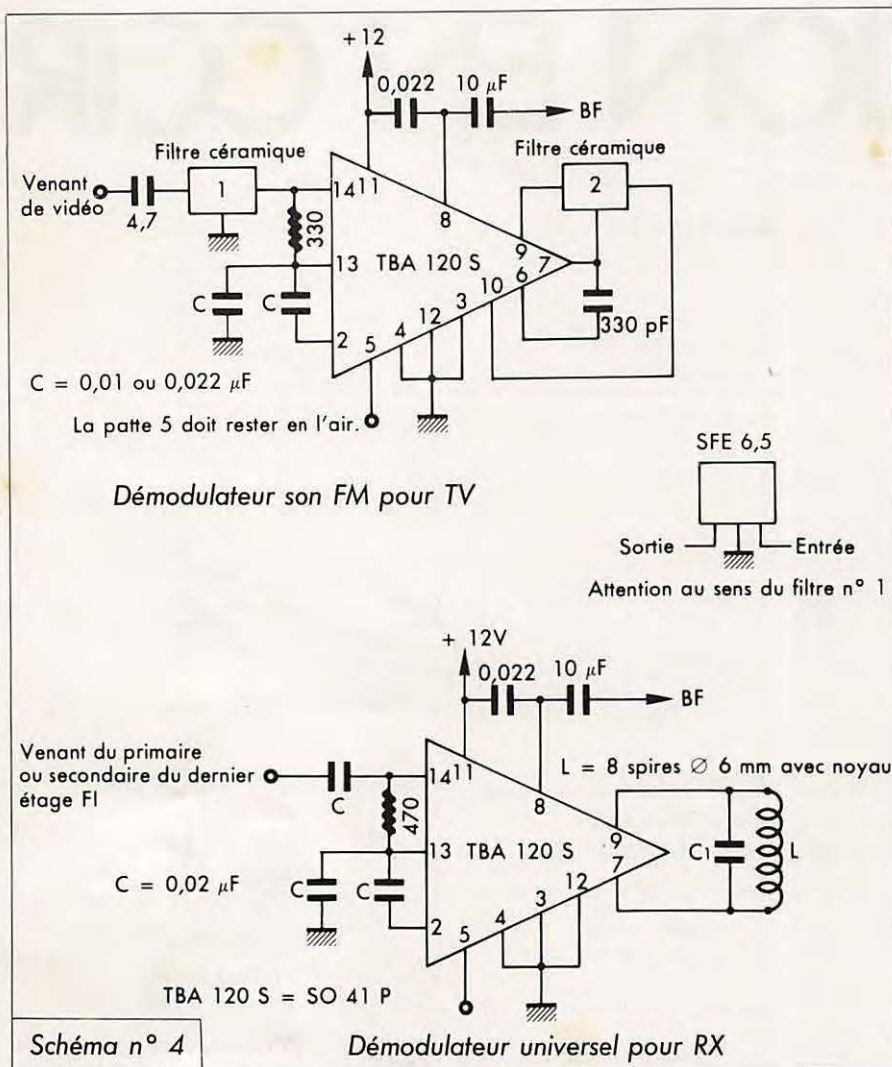 + 12
0,022
10 µF
BF
Filtre céramique
Filtre céramique
Venant
de vidéo
4,7
1
2
14
11
8
330
9
7
13
TBA 120 S
6
10
C
C
3
12
4
2
5
330 pF
C = 0,01 ou 0,022 µF
La patte 5 doit rester en l'air.
SFE 6,5
Démodulateur son FM pour TV
Sortie
Entrée
Attention au sens du filtre n° 1
+ 12V
0,022
10 µF
BF
Venant du primaire
ou secondaire du dernier
étage FI
L = 8 spires Ø 6 mm avec noyau
C
14
11
8
470
9
13
TBA 120 S
7
C1
L
C = 0,02 µF
C
C
12
3
4
2
5
TBA 120 S = SO 41 P
Schéma n° 4
Démodulateur universel pour RX